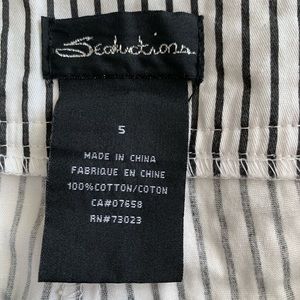 Seductions
5
MADE IN CHINA
FABRIQUE EN CHINE
100%COTTON/COTON
CA#07658
RN#73023